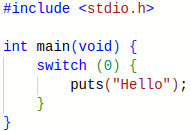 #include <stdio.h>

int main(void) {
    switch (0) {
        puts("Hello");
    }
}